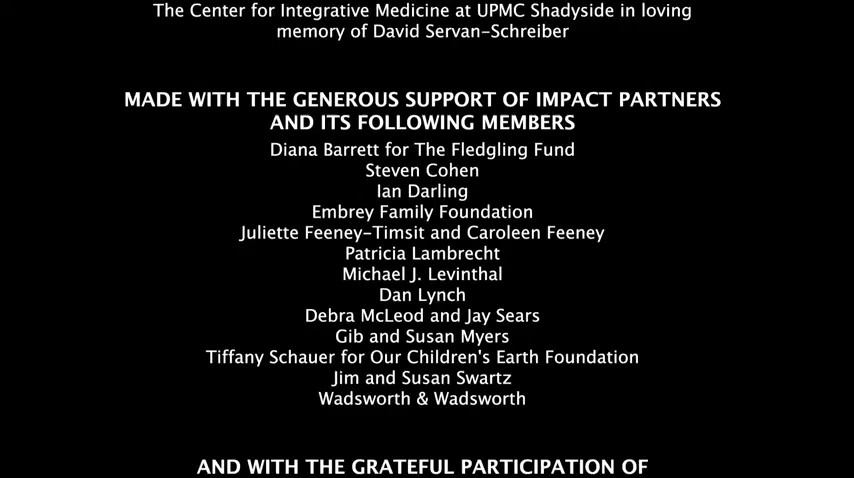 The Center for Integrative Medicine at UPMC Shadyside in loving
memory of David Servan-Schreiber
MADE WITH THE GENEROUS SUPPORT OF IMPACT PARTNERS
AND ITS FOLLOWING MEMBERS
Diana Barrett for The Fledgling Fund
Steven Cohen
Ian Darling
Embrey Family Foundation
Juliette Feeney-Timsit and Caroleen Feeney
Patricia Lambrecht
Michael J. Levinthal
Dan Lynch
Debra McLeod and Jay Sears
Gib and Susan Myers
Tiffany Schauer for Our Children's Earth Foundation
Jim and Susan Swartz
Wadsworth & Wadsworth
AND WITH THE GRATEFUL PARTICIPATION OF